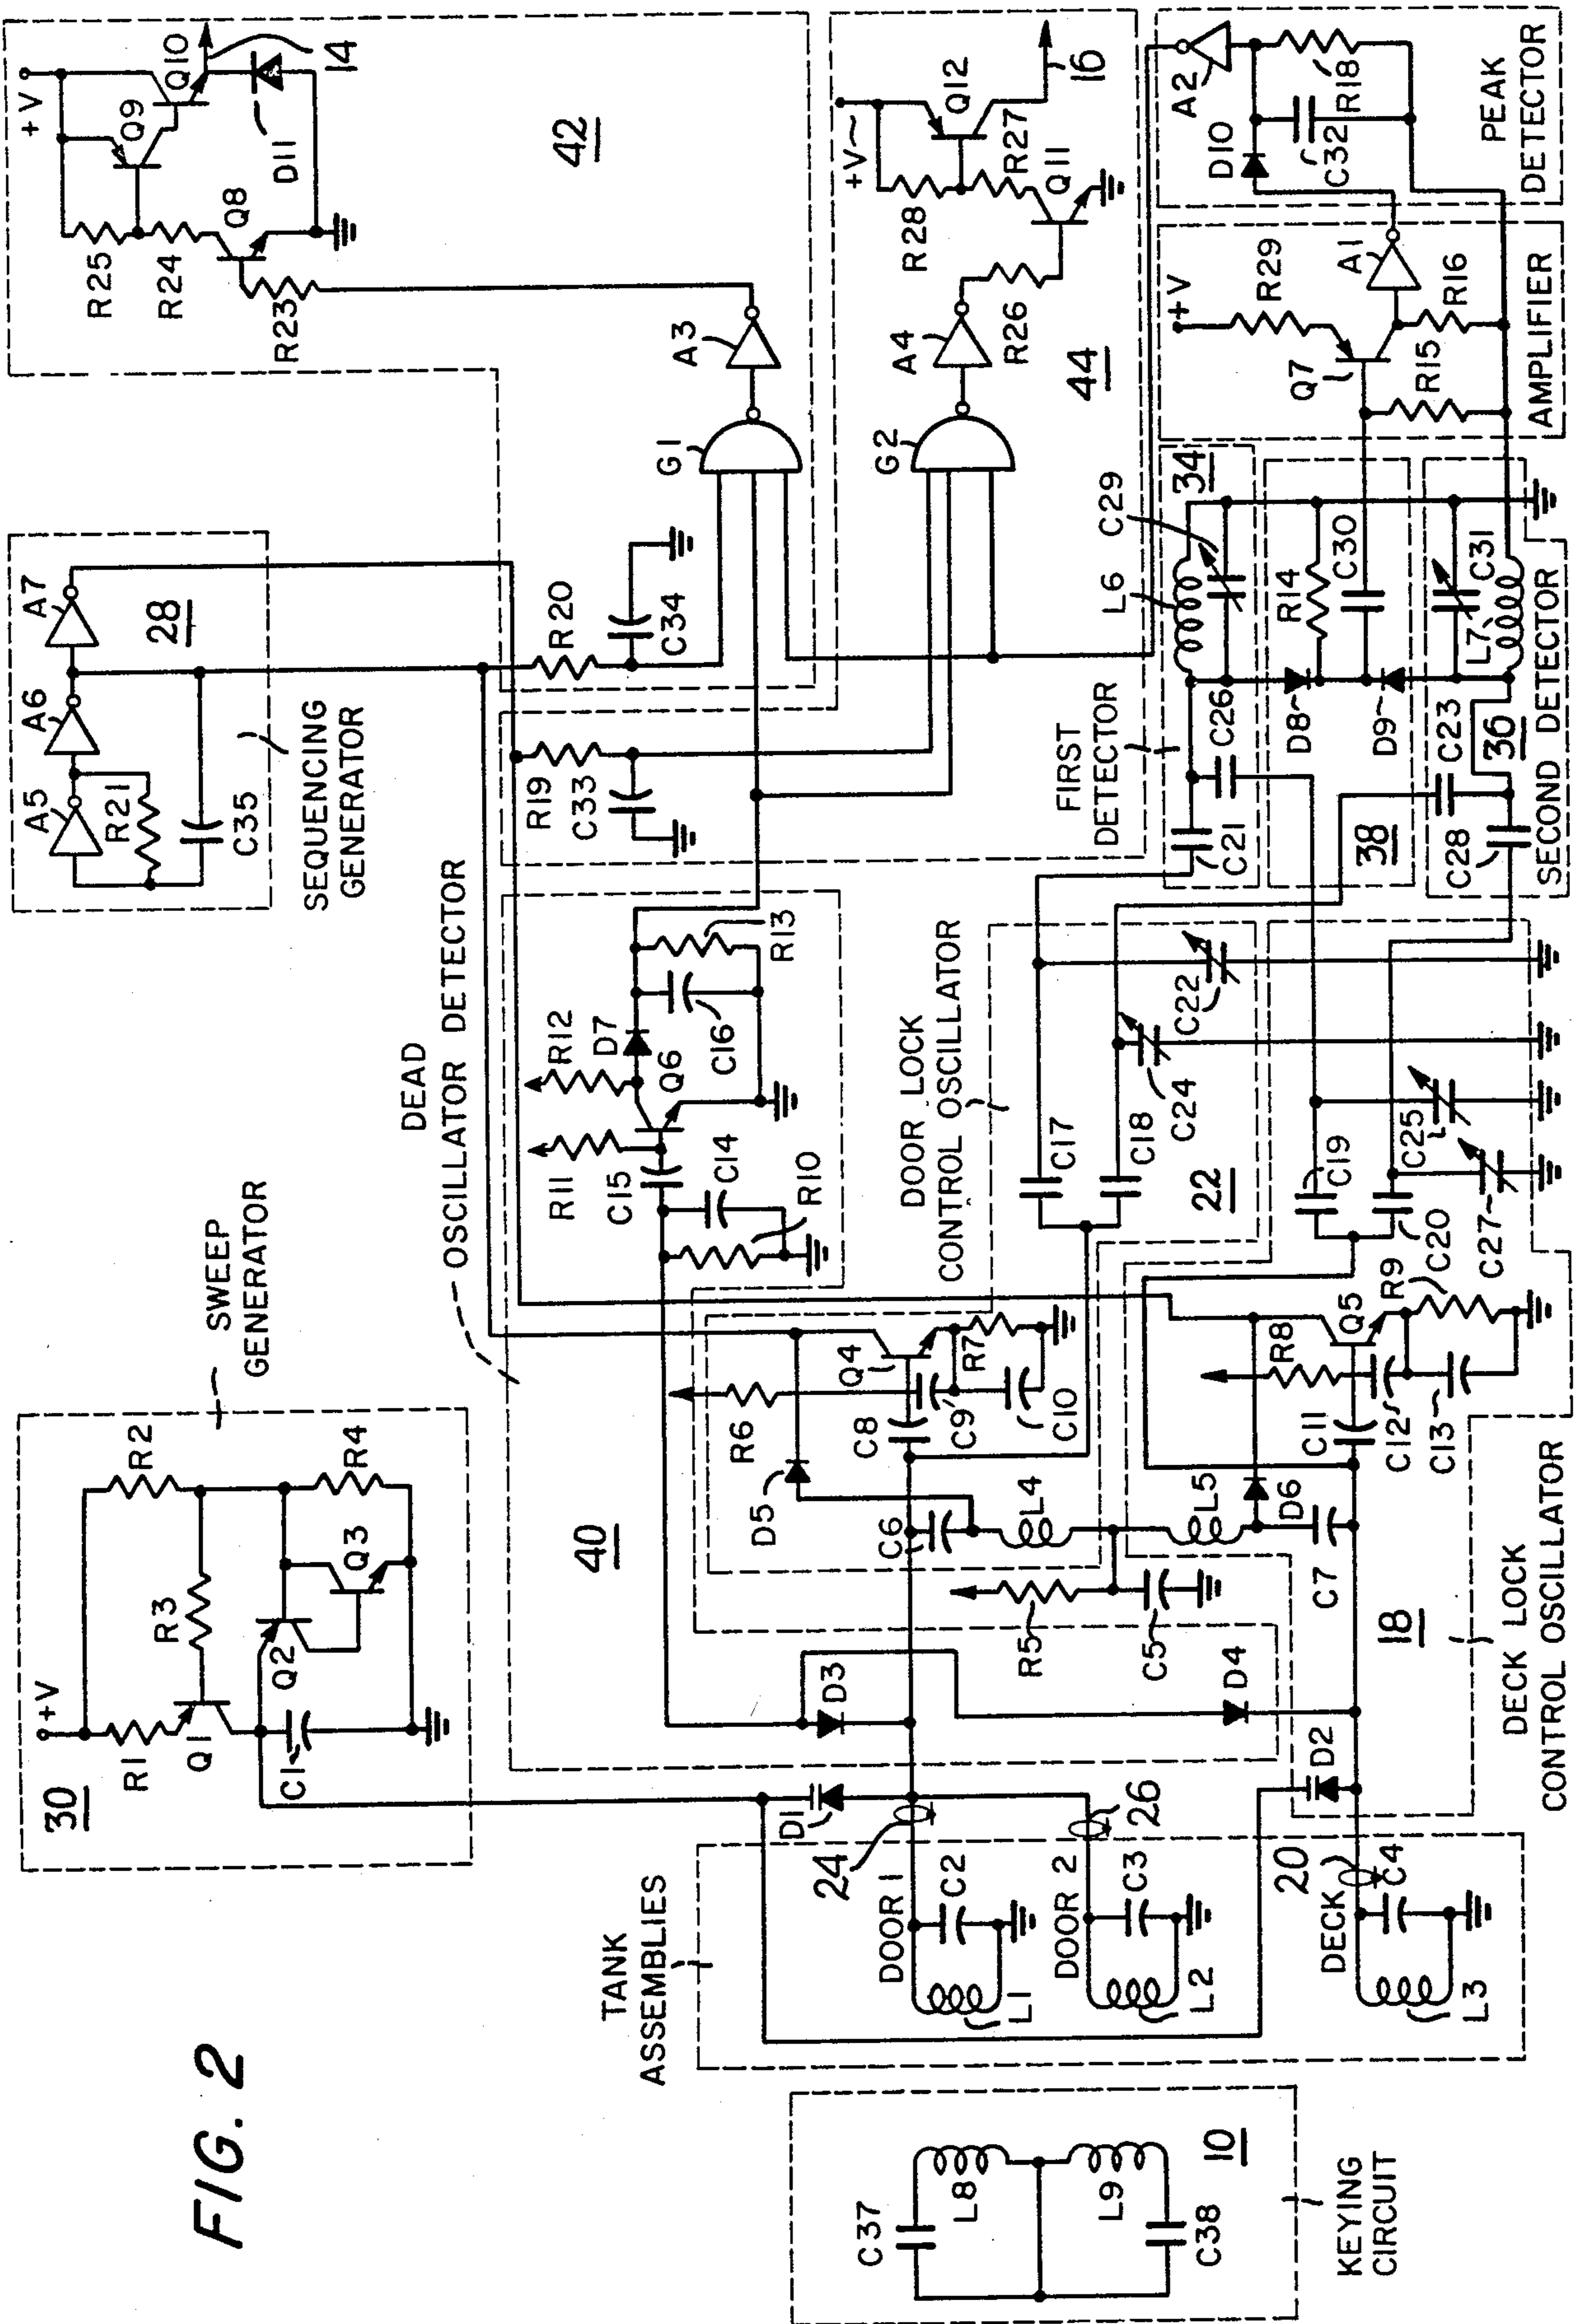 FIG. 2
+V
R2
R1
R3
R4
Q1
Q2
Q3
C1
30
SWEEP
GENERATOR
A5
A6
A7
R21
C35
28
SEQUENCING
GENERATOR
+V
Q9
Q10
14
D11
R25
R24
Q8
R23
42
A3
G1
R20
C34
+V
Q12
16
R28
R27
Q11
A4
R26
44
G2
R19
C33
DEAD
OSCILLATOR DETECTOR
R12
D7
R13
C16
Q6
R11
C15
C14
R10
40
D3
D4
DOOR LOCK
CONTROL OSCILLATOR
Q4
R6
R7
C8
C9
C10
D5
C6
L4
C17
C18
C22
C24
22
R5
C5
L5
D6
C7
R8
Q5
R9
C11
C12
C13
C19
C20
C25
C27
18
DECK LOCK
CONTROL OSCILLATOR
D1
D2
24
26
20
TANK
ASSEMBLIES
DOOR 1
C2
L1
DOOR 2
C3
L2
DECK
C4
L3
C37
L8
L9
C38
10
KEYING
CIRCUIT
FIRST
DETECTOR
34
L6
C29
C26
C21
D8
R14
C30
D9
38
C31
L7
C23
36
C28
SECOND DETECTOR
+V
R29
Q7
A1
R15
R16
AMPLIFIER
A2
D10
C32
R18
PEAK
DETECTOR